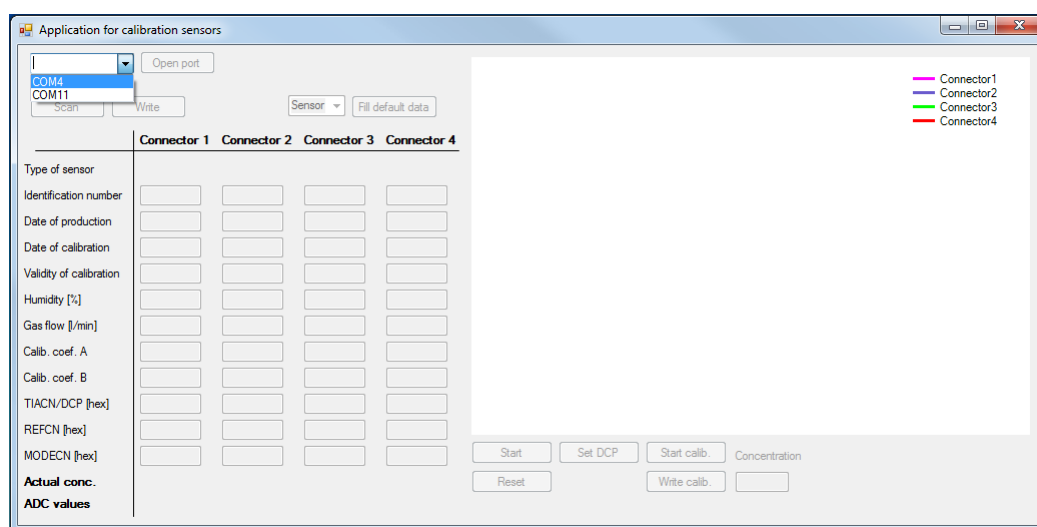 Application for calibration sensors
Open port
COM4
COM11
Scan
Write
Sensor
Fill default data
Connector 1 Connector 2 Connector 3 Connector 4
Type of sensor
Identification number
Date of production
Date of calibration
Validity of calibration
Humidity [%]
Gas flow [l/min]
Calib. coef. A
Calib. coef. B
TIACN/DCP [hex]
REFCN [hex]
MODECN [hex]
Actual conc.
ADC values
Connector1
Connector2
Connector3
Connector4
Start Set DCP Start calib. Concentration
Reset Write calib.